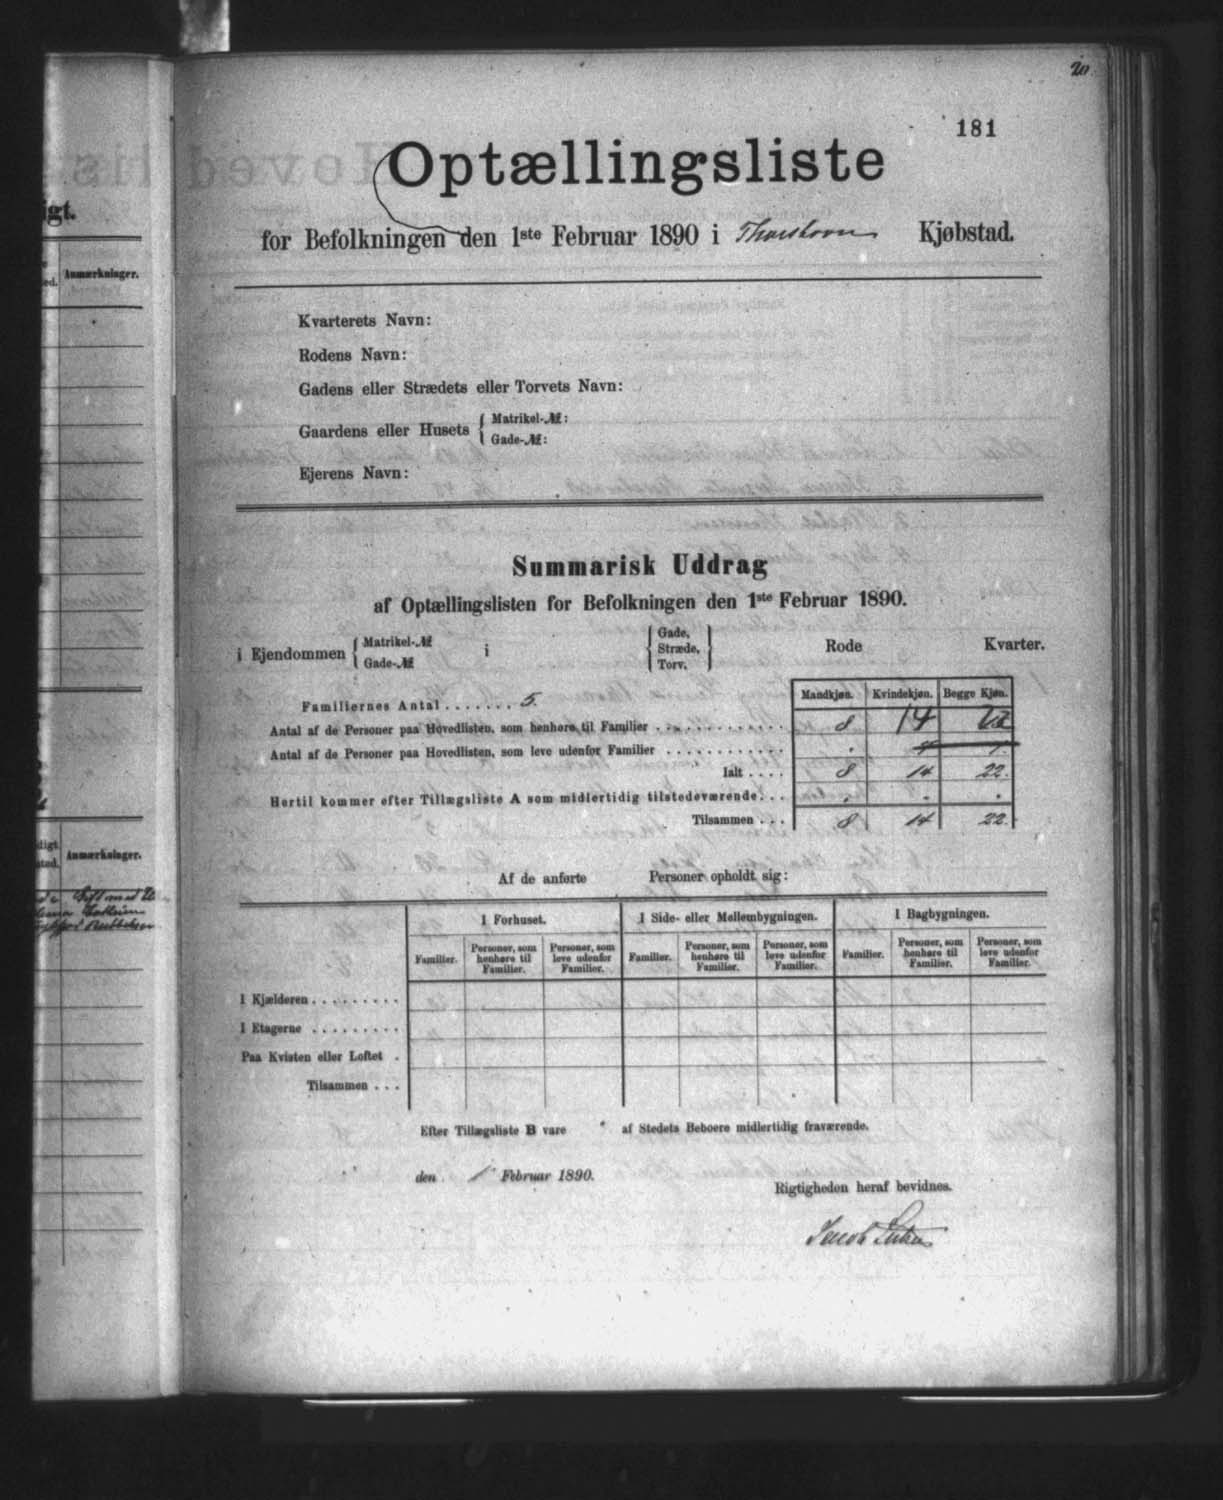 20.
181
Optællingsliste
for Befolkningen den 1ste Februar 1890 i Thorshavn Kjøbstad.
Kvarterets Navn:
Rodens Navn:
Gadens eller Strædets eller Torvets Navn:
Gaardens eller Husets { Matrikel-№:
Gade-№:
Ejerens Navn:
Summarisk Uddrag
af Optællingslisten for Befolkningen den 1ste Februar 1890.
i Ejendommen { Matrikel-№ Gade-№ i { Gade, Stræde, Torv. } Rode Kvarter.
Mandkjøn. Kvindekjøn. Begge Kjøn.
Familiernes Antal . . . . . . . 5.
Antal af de Personer paa Hovedlisten, som henhøre til Familier . . . . . . . . . . . . 8 14 22
Antal af de Personer paa Hovedlisten, som leve udenfor Familier . . . . . . . . . . . .
Ialt . . . . 8 14 22.
Hertil kommer efter Tillægsliste A som midlertidig tilstedeværende. . . . . .
Tilsammen . . . 8 14 22.
Af de anførte Personer opholdt sig:
I Forhuset. I Side- eller Mellembygningen. I Bagbygningen.
Familier. Personer, som henhøre til Familier. Personer, som leve udenfor Familier. Familier. Personer, som henhøre til Familier. Personer, som leve udenfor Familier. Familier. Personer, som henhøre til Familier. Personer, som leve udenfor Familier.
I Kjælderen . . . . . . . . .
I Etagerne . . . . . . . . .
Paa Kvisten eller Loftet .
Tilsammen . . .
Efter Tillægsliste B vare " af Stedets Beboere midlertidig fraværende.
den 1 Februar 1890.
Rigtigheden heraf bevidnes.
Jacob
igt.
Anmærkninger.
ed.
digt
stad.
Anmærkninger.
Gift med